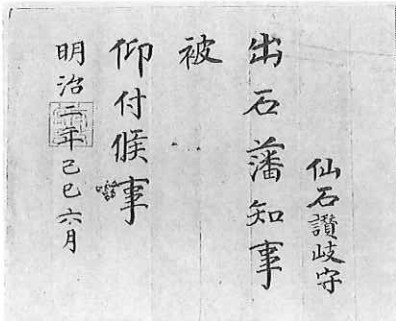 仙石讃岐守
出石藩知事
被
仰付候事
明治二年己巳六月